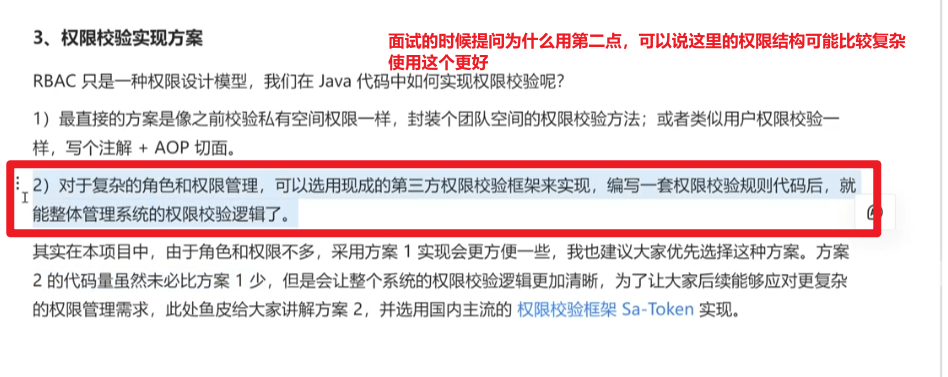 3、权限校验实现方案
面试的时候提问为什么用第二点，可以说这里的权限结构可能比较复杂
使用这个更好
RBAC 只是一种权限设计模型，我们在 Java 代码中如何实现权限校验呢？
1）最直接的方案是像之前校验私有空间权限一样，封装个团队空间的权限校验方法；或者类似用户权限校验一
样，写个注解 + AOP 切面。
2）对于复杂的角色和权限管理，可以选用现成的第三方权限校验框架来实现，编写一套权限校验规则代码后，就
能整体管理系统的权限校验逻辑了。
其实在本项目中，由于角色和权限不多，采用方案 1 实现会更方便一些，我也建议大家优先选择这种方案。方案
2 的代码量虽然未必比方案 1 少，但是会让整个系统的权限校验逻辑更加清晰，为了让大家后续能够应对更复杂
的权限管理需求，此处鱼皮给大家讲解方案 2，并选用国内主流的 权限校验框架 Sa-Token 实现。